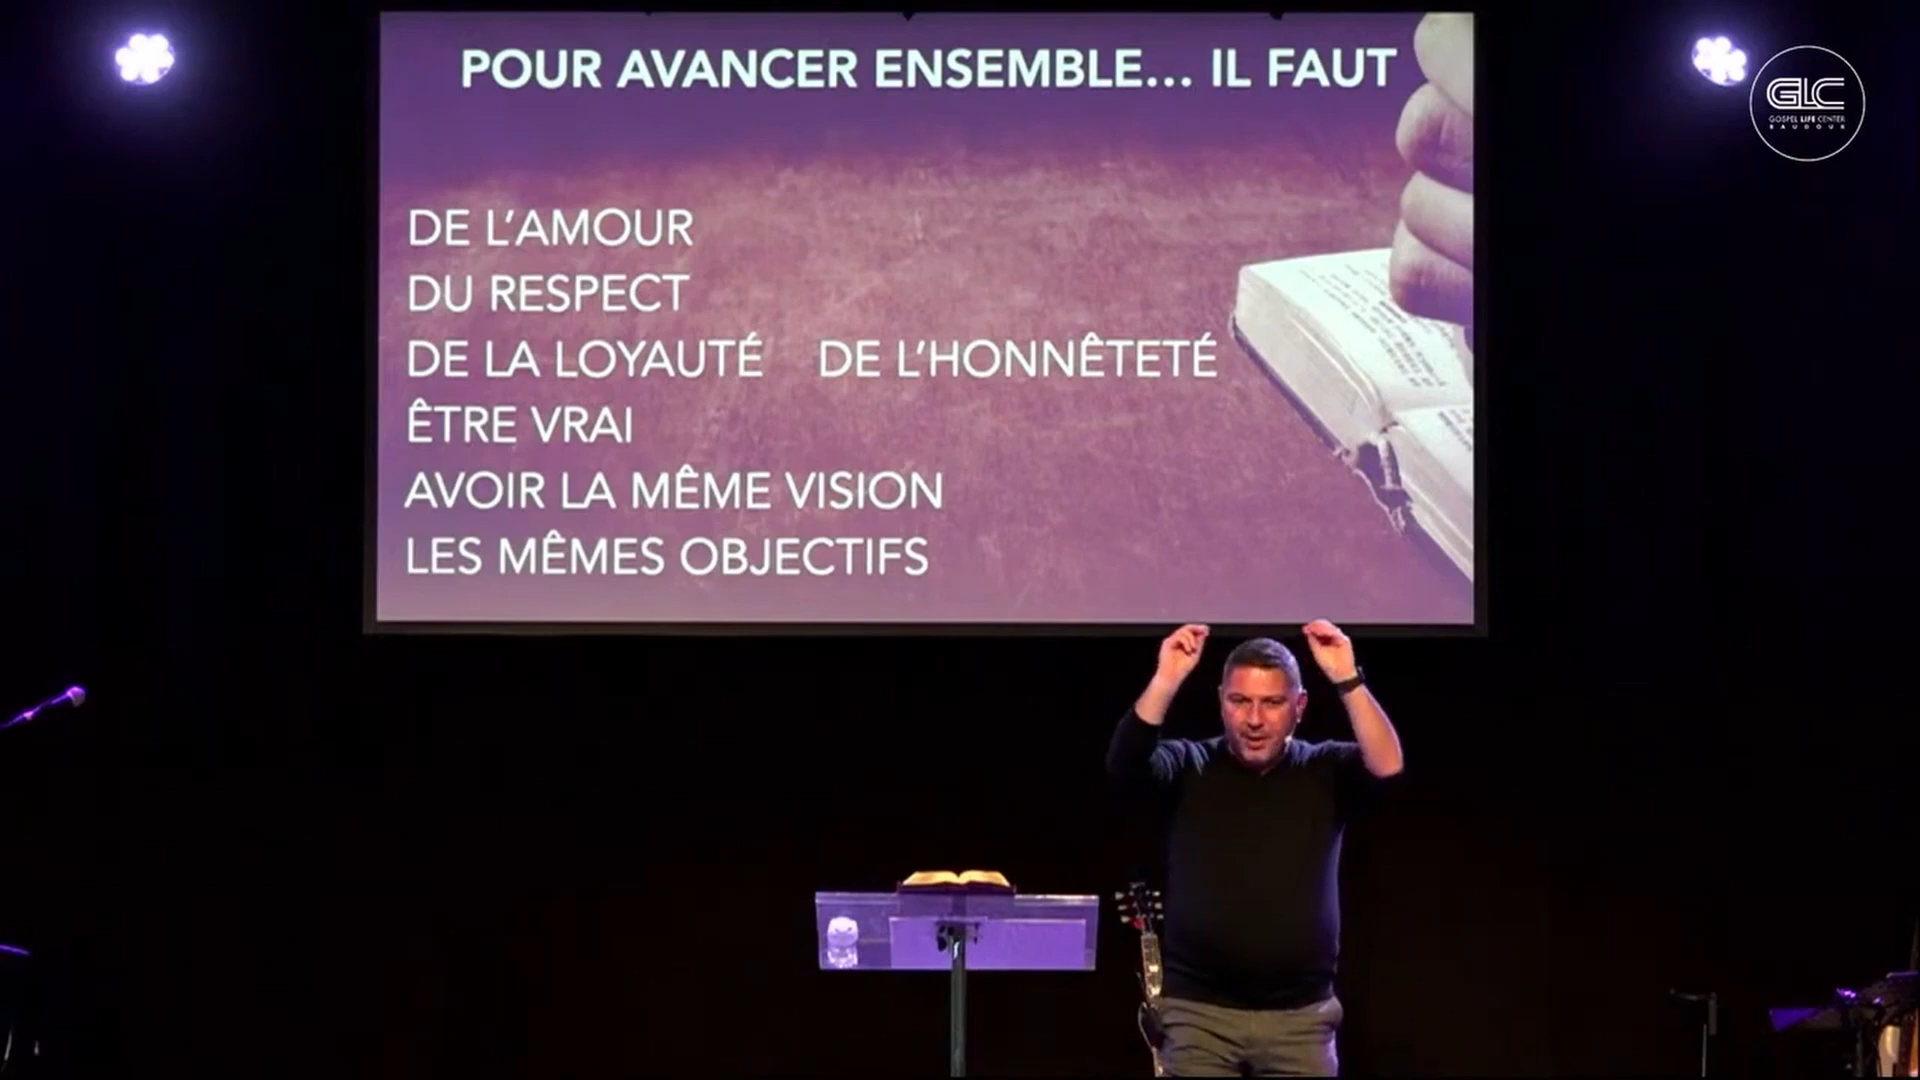 POUR AVANCER ENSEMBLE... IL FAUT
DE L'AMOUR
DU RESPECT
DE LA LOYAUTÉ DE L'HONNÊTETÉ
ÊTRE VRAI
AVOIR LA MÊME VISION
LES MÊMES OBJECTIFS
GLC
GOSPEL LIFE CENTER
BAUDOUR